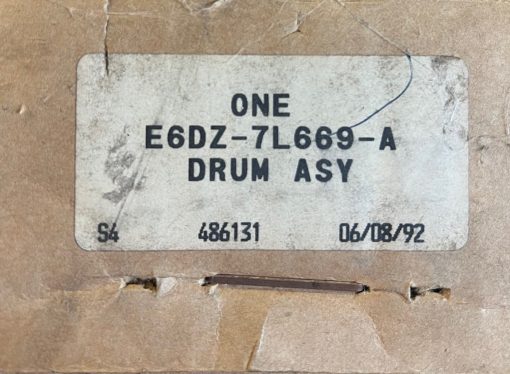 ONE
E6DZ-7L669-A
DRUM ASY
S4 486131 06/08/92